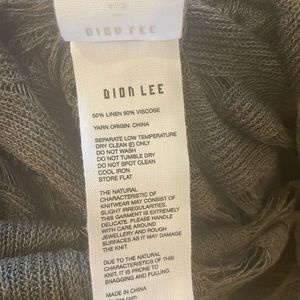 DION LEE
DION LEE
50% LINEN 50% VISCOSE
YARN ORIGIN: CHINA
SEPARATE LOW TEMPERATURE
DRY CLEAN (F) ONLY
DO NOT WASH
DO NOT TUMBLE DRY
DO NOT SPOT CLEAN
COOL IRON
STORE FLAT
THE NATURAL
CHARACTERISTIC OF
KNITWEAR MAY CONSIST OF
SLIGHT IRREGULARITIES.
THIS GARMENT IS EXTREMELY
DELICATE. PLEASE HANDLE
WITH CARE AROUND
JEWELLERY AND ROUGH
SURFACES AS IT MAY DAMAGE
THE KNIT.
DUE TO THE NATURAL
CHARACTERISTICS OF THIS
KNIT, IT IS PRONE TO
SNAGGING AND PULLING.
MADE IN CHINA